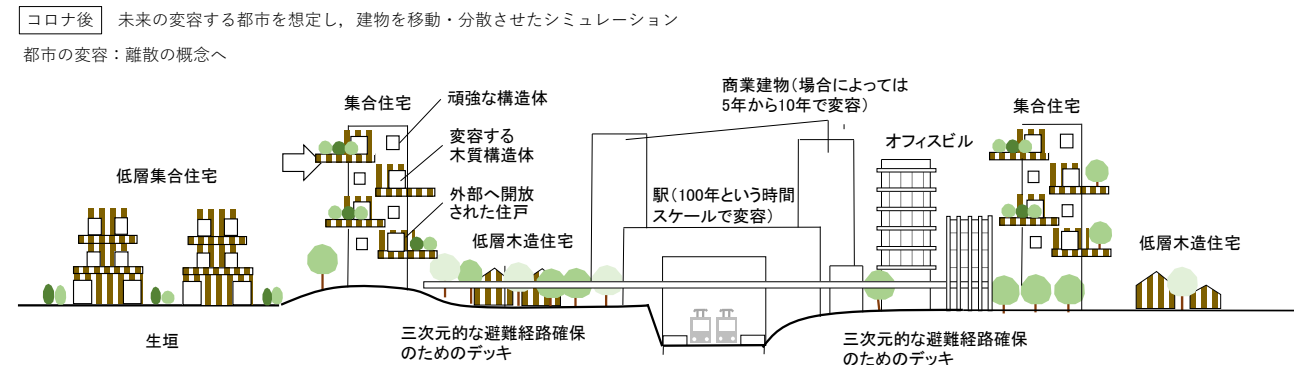 コロナ後 未来の変容する都市を想定し，建物を移動・分散させたシミュレーション
都市の変容：離散の概念へ
集合住宅
頑強な構造体
変容する
木質構造体
外部へ開放
された住戸
低層集合住宅
低層木造住宅
商業建物（場合によっては
5年から10年で変容）
駅（100年という時間
スケールで変容）
オフィスビル
集合住宅
低層木造住宅
生垣
三次元的な避難経路確保
のためのデッキ
三次元的な避難経路確保
のためのデッキ